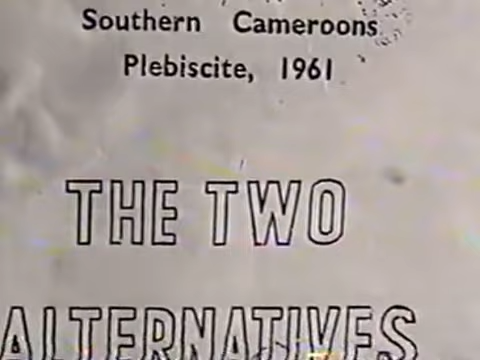 Southern Cameroons
Plebiscite, 1961
THE TWO
ALTERNATIVES